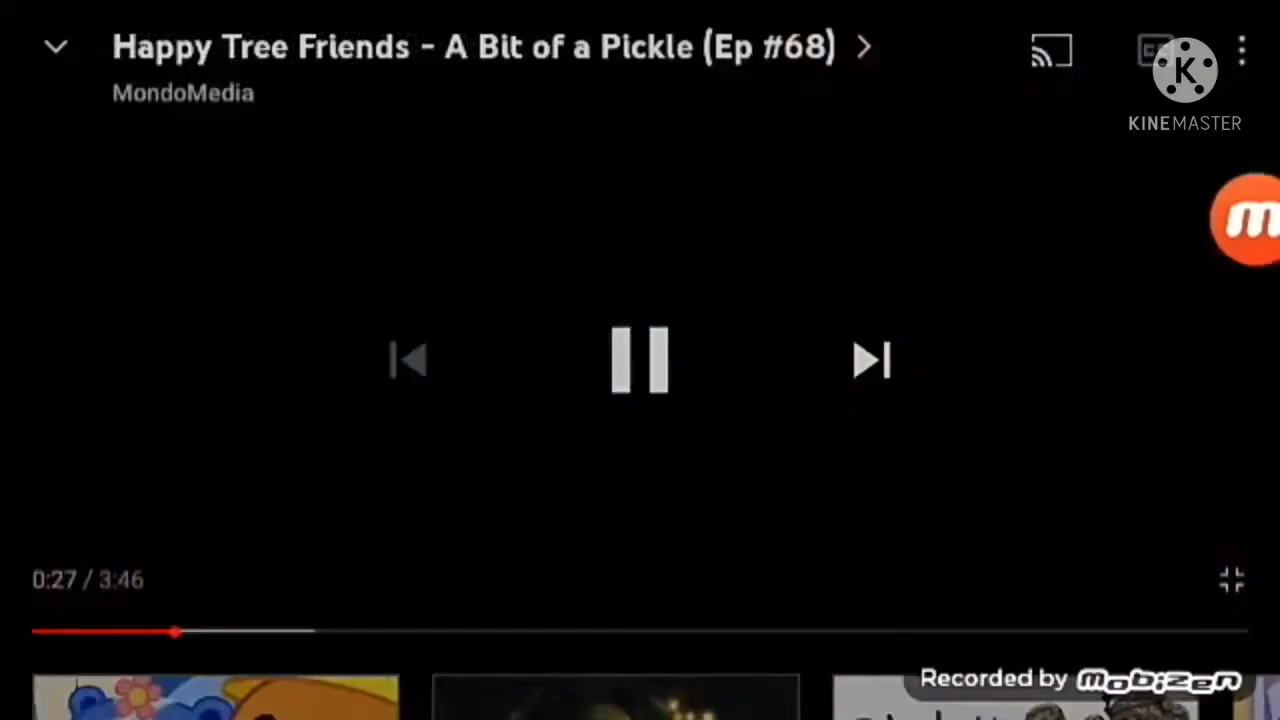 Happy Tree Friends - A Bit of a Pickle (Ep #68)
MondoMedia
KINEMASTER
0:27 / 3:46
Recorded by mobizen